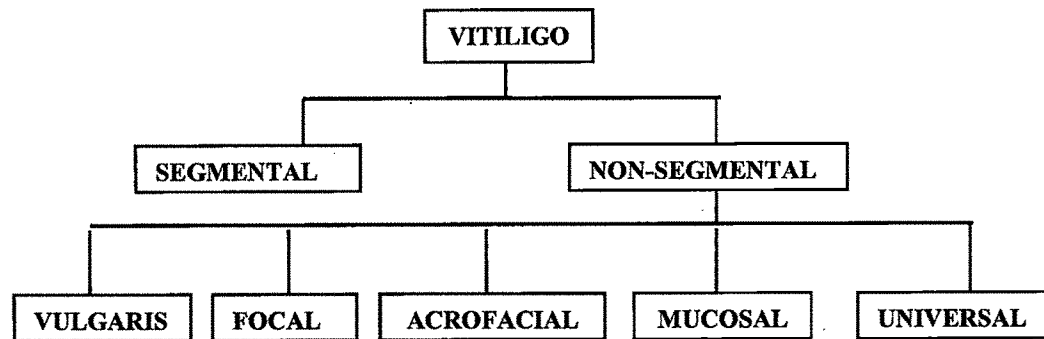 VITILIGO
SEGMENTAL NON-SEGMENTAL
VULGARIS FOCAL ACROFACIAL MUCOSAL UNIVERSAL